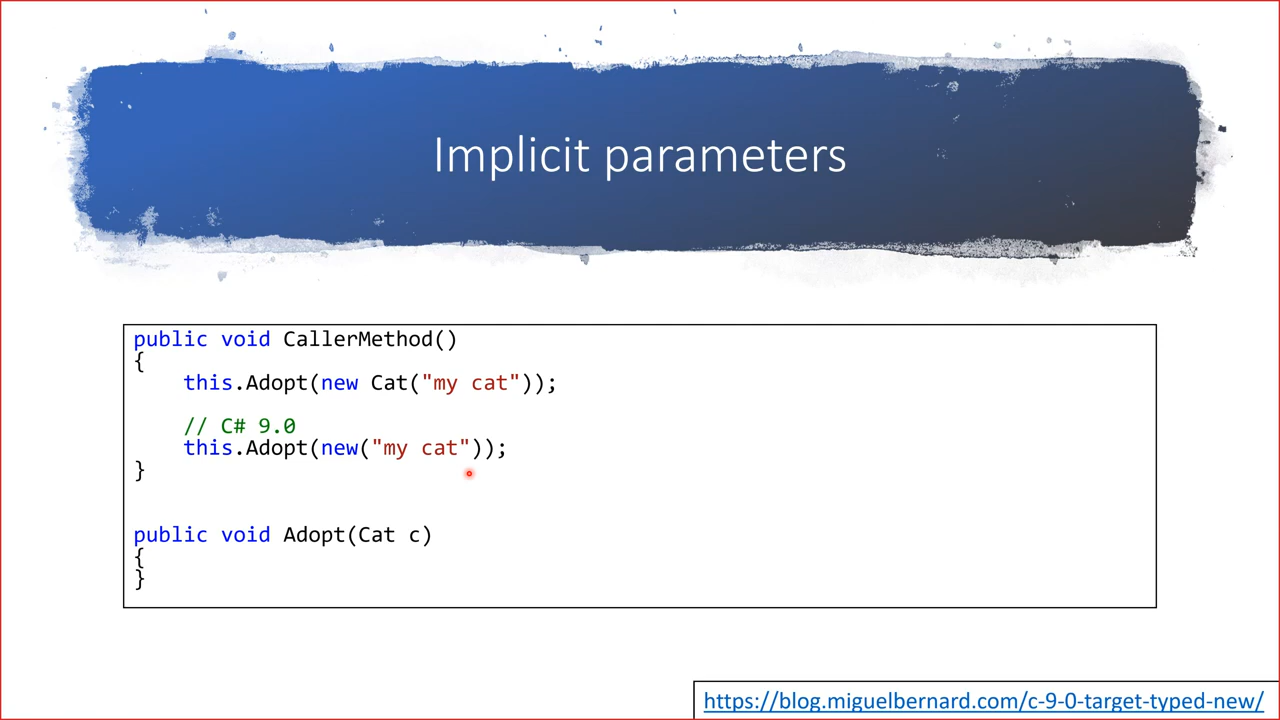 Implicit parameters
public void CallerMethod()
{
    this.Adopt(new Cat("my cat"));
    // C# 9.0
    this.Adopt(new("my cat"));
}
public void Adopt(Cat c)
{
}
https://blog.miguelbernard.com/c-9-0-target-typed-new/